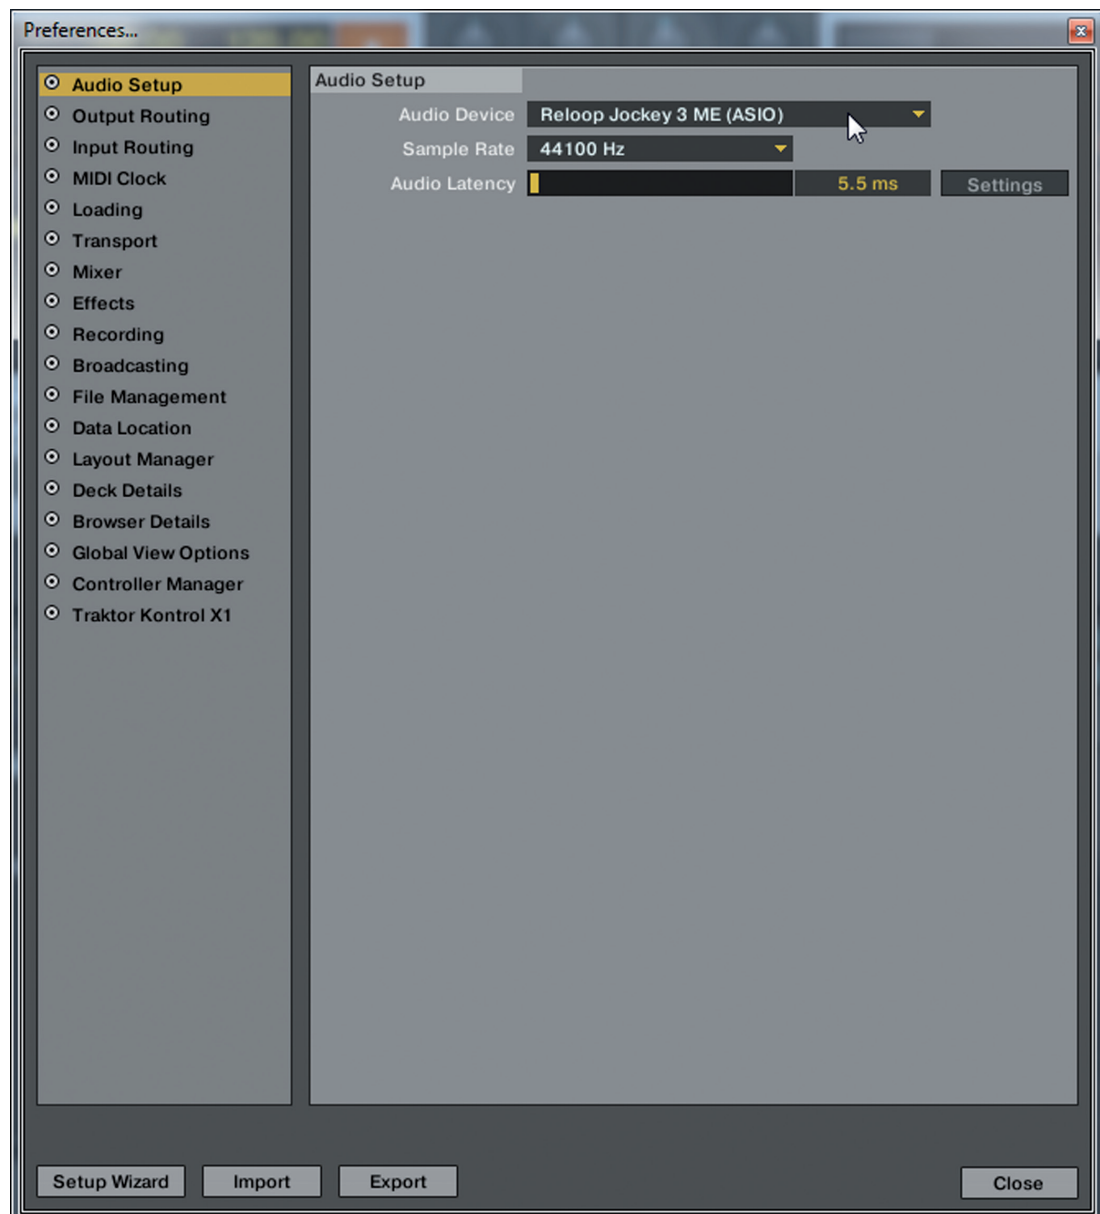 Preferences...
Audio Setup
Output Routing
Input Routing
MIDI Clock
Loading
Transport
Mixer
Effects
Recording
Broadcasting
File Management
Data Location
Layout Manager
Deck Details
Browser Details
Global View Options
Controller Manager
Traktor Kontrol X1
Audio Setup
Audio Device Reloop Jockey 3 ME (ASIO)
Sample Rate 44100 Hz
Audio Latency 5.5 ms Settings
Setup Wizard Import Export Close